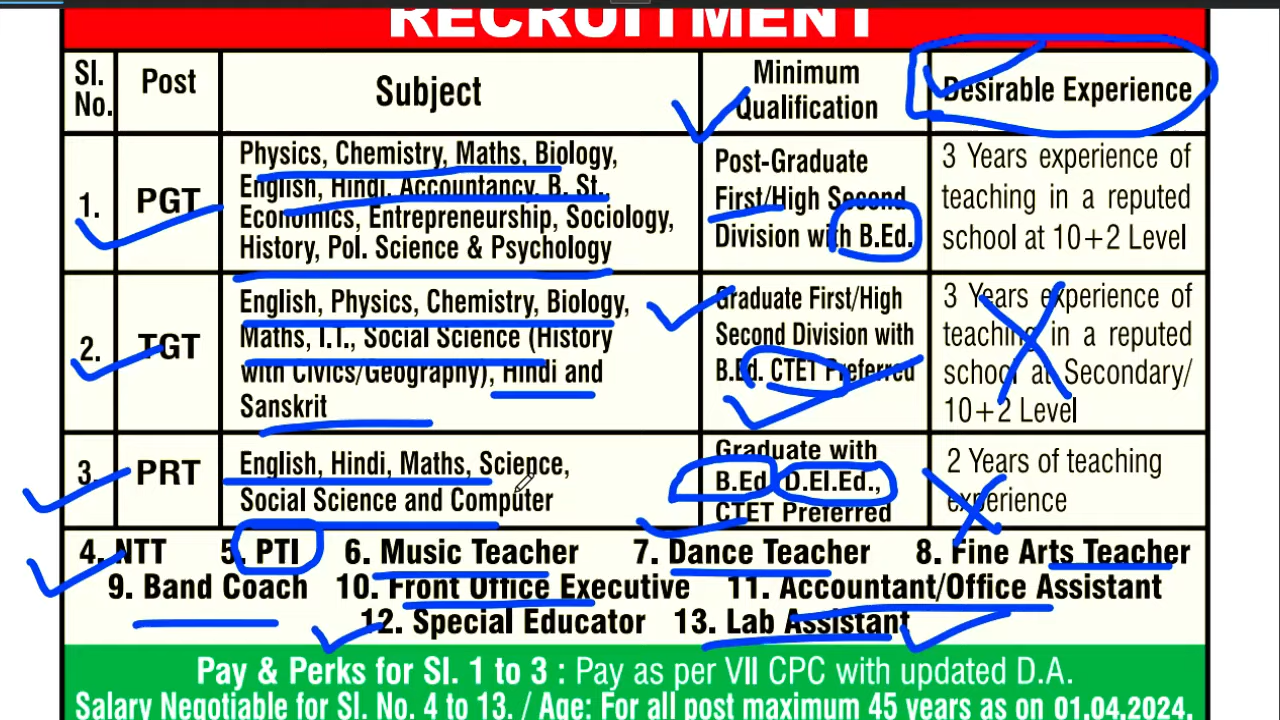 RECRUITMENT
Sl. No.
Post
Subject
Minimum
Qualification
Desirable Experience
1.
PGT
Physics, Chemistry, Maths, Biology,
English, Hindi, Accountancy, B. St.,
Economics, Entrepreneurship, Sociology,
History, Pol. Science & Psychology
Post-Graduate
First/High Second
Division with B.Ed.
3 Years experience of
teaching in a reputed
school at 10+2 Level
2.
TGT
English, Physics, Chemistry, Biology,
Maths, I.T., Social Science (History
with Civics/Geography), Hindi and
Sanskrit
Graduate First/High
Second Division with
B.Ed. CTET Preferred
3 Years experience of
teaching in a reputed
school at Secondary/
10+2 Level
3.
PRT
English, Hindi, Maths, Science,
Social Science and Computer
Graduate with
B.Ed D.El.Ed.,
CTET Preferred
2 Years of teaching
experience
4. NTT 5. PTI 6. Music Teacher 7. Dance Teacher 8. Fine Arts Teacher
9. Band Coach 10. Front Office Executive 11. Accountant/Office Assistant
12. Special Educator 13. Lab Assistant
Pay & Perks for Sl. 1 to 3 : Pay as per VII CPC with updated D.A.
Salary Negotiable for Sl. No. 4 to 13. / Age: For all post maximum 45 years as on 01.04.2024.